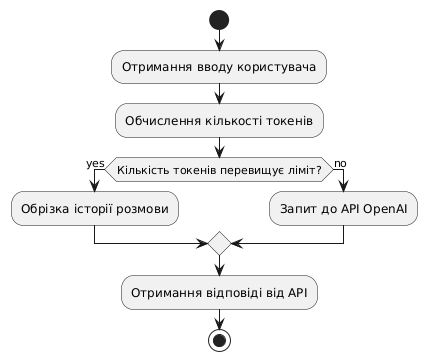 Отримання вводу користувача
Обчислення кількості токенів
yes
Кількість токенів перевищує ліміт?
no
Обрізка історії розмови
Запит до API OpenAI
Отримання відповіді від API